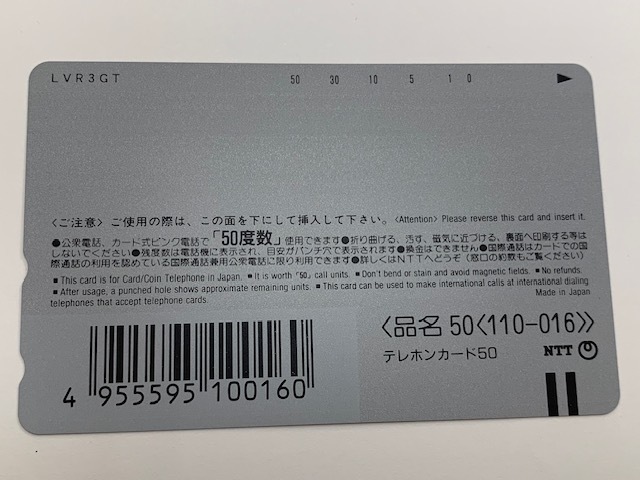 LVR3GT 50 30 10 5 1 0
〈ご注意〉ご使用の際は、この面を下にして挿入して下さい。〈Attention〉Please reverse this card and insert it.
●公衆電話、カード式ピンク電話で「50度数」使用できます●折り曲げる、汚す、磁気に近づける、裏面へ印刷する等は
しないでください●残度数は電話機に表示され、目安がパンチ穴で表示されます●換金はできません●国際通話はカードでの国
際通話の利用を認めている国際通話兼用公衆電話に限り利用できます●詳しくはNTTへどうぞ（窓口の約款もご覧ください）
■This card is for Card/Coin Telephone in Japan. ■It is worth "50" call units. ■Don't bend or stain and avoid magnetic fields. ■No refunds.
■After usage, a punched hole shows approximate remaining units. ■This card can be used to make international calls at international dialing
telephones that accept telephone cards. Made in Japan
〈品名 50〈110-016〉〉
テレホンカード50 NTT
4 955595 100160